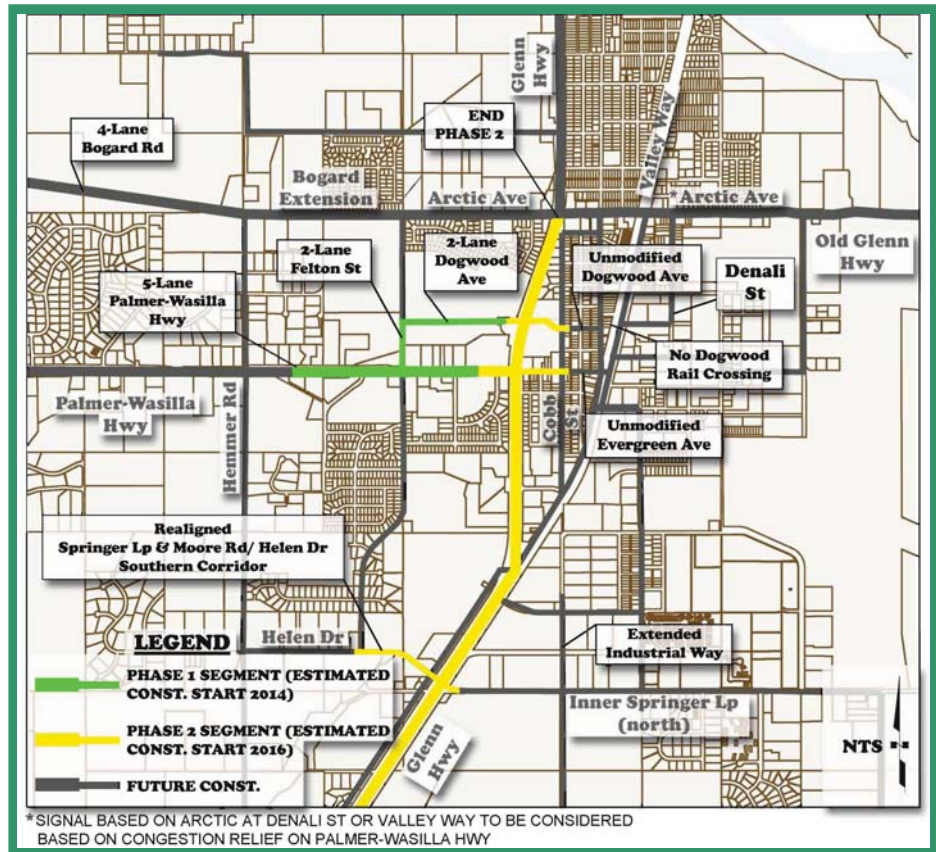 Glenn
Hwy
END
PHASE 2
Valley Way
4-Lane
Bogard Rd
Bogard
Extension
Arctic Ave
*Arctic Ave
2-Lane
Felton St
2-Lane
Dogwood
Ave
Unmodified
Dogwood Ave
Old Glenn
Hwy
Denali
St
5-Lane
Palmer-Wasilla
Hwy
No Dogwood
Rail Crossing
Palmer-Wasilla
Hwy
Hemmer Rd
Cobb
St
Unmodified
Evergreen Ave
Realigned
Springer Lp & Moore Rd/ Helen Dr
Southern Corridor
Helen Dr
Extended
Industrial Way
LEGEND
PHASE 1 SEGMENT (ESTIMATED
CONST. START 2014)
PHASE 2 SEGMENT (ESTIMATED
CONST. START 2016)
FUTURE CONST.
Glenn
Hwy
Inner Springer Lp
(north)
NTS
N
*SIGNAL BASED ON ARCTIC AT DENALI ST OR VALLEY WAY TO BE CONSIDERED
BASED ON CONGESTION RELIEF ON PALMER-WASILLA HWY